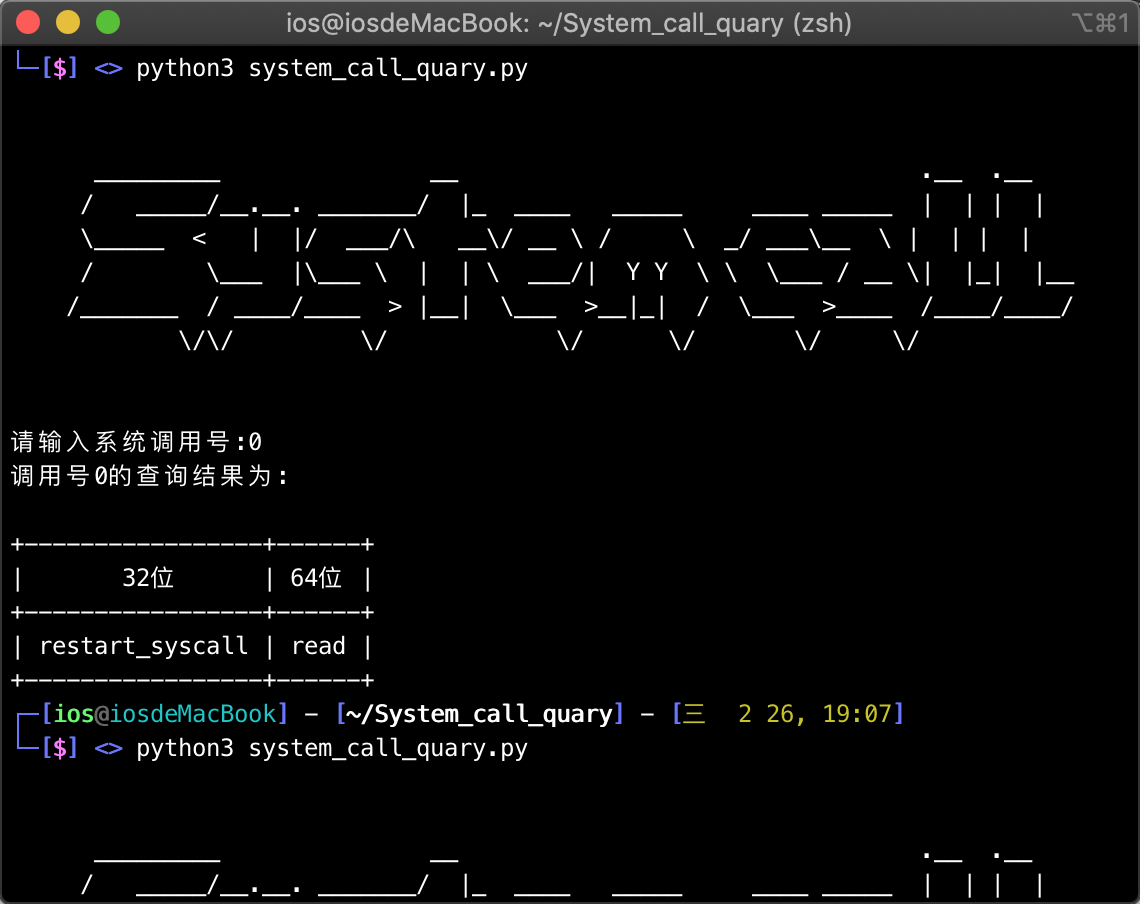 ios@iosdeMacBook: ~/System_call_quary (zsh) ⌥⌘1
└─[$] <> python3 system_call_quary.py
  _________               __                                 .__  .__
 /   _____/__.__. _______/  |_  ____   _____     ____ _____  |  | |  |
 \_____  <   |  |/  ___/\   __\/ __ \ /     \  _/ ___\__  \ |  | |  |
 /        \___  |\___ \  |  | \  ___/|  Y Y  \ \  \___ / __ \|  |_|  |__
/_______  / ____/____  > |__|  \___  >__|_|  /  \___  >____  /____/____/
        \/\/         \/            \/      \/       \/     \/
请输入系统调用号:0
调用号0的查询结果为:
+-----------------+------+
|       32位      | 64位 |
+-----------------+------+
| restart_syscall | read |
+-----------------+------+
┌─[ios@iosdeMacBook] - [~/System_call_quary] - [三  2 26, 19:07]
└─[$] <> python3 system_call_quary.py
  _________               __                                 .__  .__
 /   _____/__.__. _______/  |_  ____   _____     ____ _____  |  | |  |